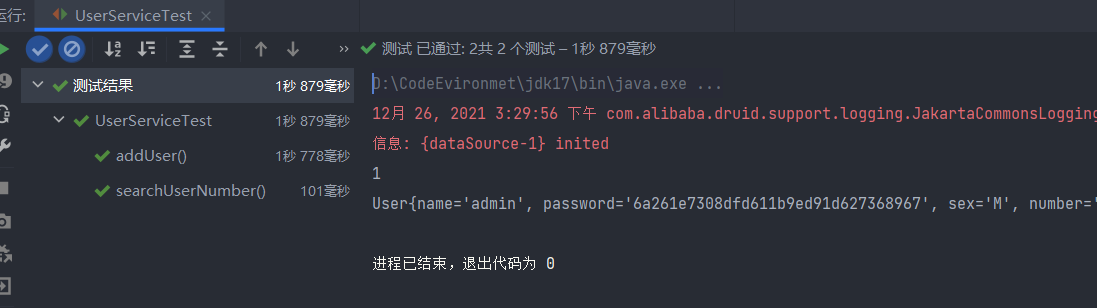 运行: UserServiceTest
测试 已通过: 2共 2 个测试 – 1秒 879毫秒
测试结果 1秒 879毫秒
UserServiceTest 1秒 879毫秒
addUser() 1秒 778毫秒
searchUserNumber() 101毫秒
D:\CodeEvironmet\jdk17\bin\java.exe ...
12月 26, 2021 3:29:56 下午 com.alibaba.druid.support.logging.JakartaCommonsLogging
信息: {dataSource-1} inited
1
User{name='admin', password='6a261e7308dfd611b9ed91d627368967', sex='M', number='
进程已结束，退出代码为 0